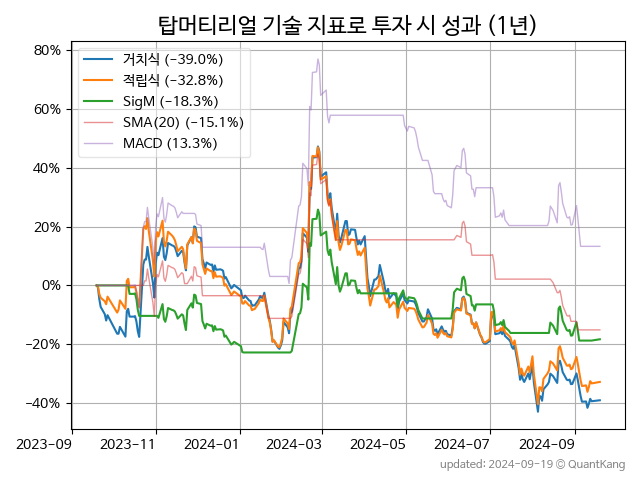 탑머티리얼 기술 지표로 투자 시 성과 (1년)
80%
60%
40%
20%
0%
−20%
−40%
거치식 (−39.0%)
적립식 (−32.8%)
SigM (−18.3%)
SMA(20) (−15.1%)
MACD (13.3%)
2023-09 2023-11 2024-01 2024-03 2024-05 2024-07 2024-09
updated: 2024-09-19 © QuantKang